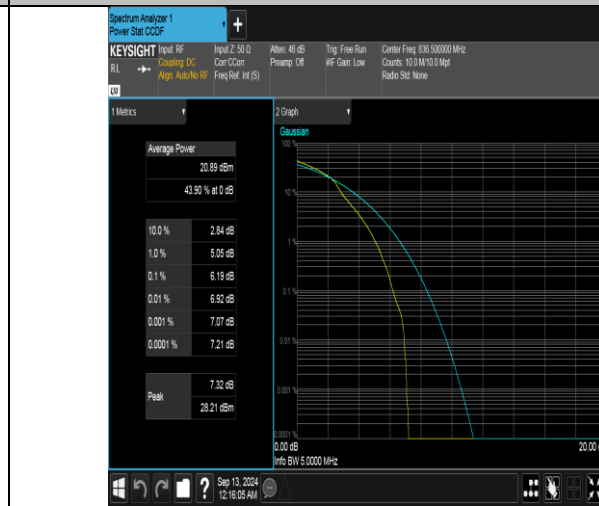 Spectrum Analyzer 1
Power Stat CCDF
+
KEYSIGHT Input: RF
R L
Coupling: DC
Align: Auto/No RF
LXI
Input Z: 50 Ω
Corr CCorr
Freq Ref: Int (S)
Atten: 46 dB
Preamp: Off
Trig: Free Run
#IF Gain: Low
Center Freq: 836.500000 MHz
Counts: 10.0 M/10.0 Mpt
Radio Std: None
1 Metrics
Average Power
20.89 dBm
43.90 % at 0 dB
10.0 % 2.84 dB
1.0 % 5.05 dB
0.1 % 6.19 dB
0.01 % 6.92 dB
0.001 % 7.07 dB
0.0001 % 7.21 dB
Peak
7.32 dB
28.21 dBm
2 Graph
Gaussian
100 %
10 %
1 %
0.1 %
0.01 %
0.001 %
0.0001 %
0.00 dB
20.00
Info BW 5.0000 MHz
?
Sep 13, 2024
12:16:05 AM